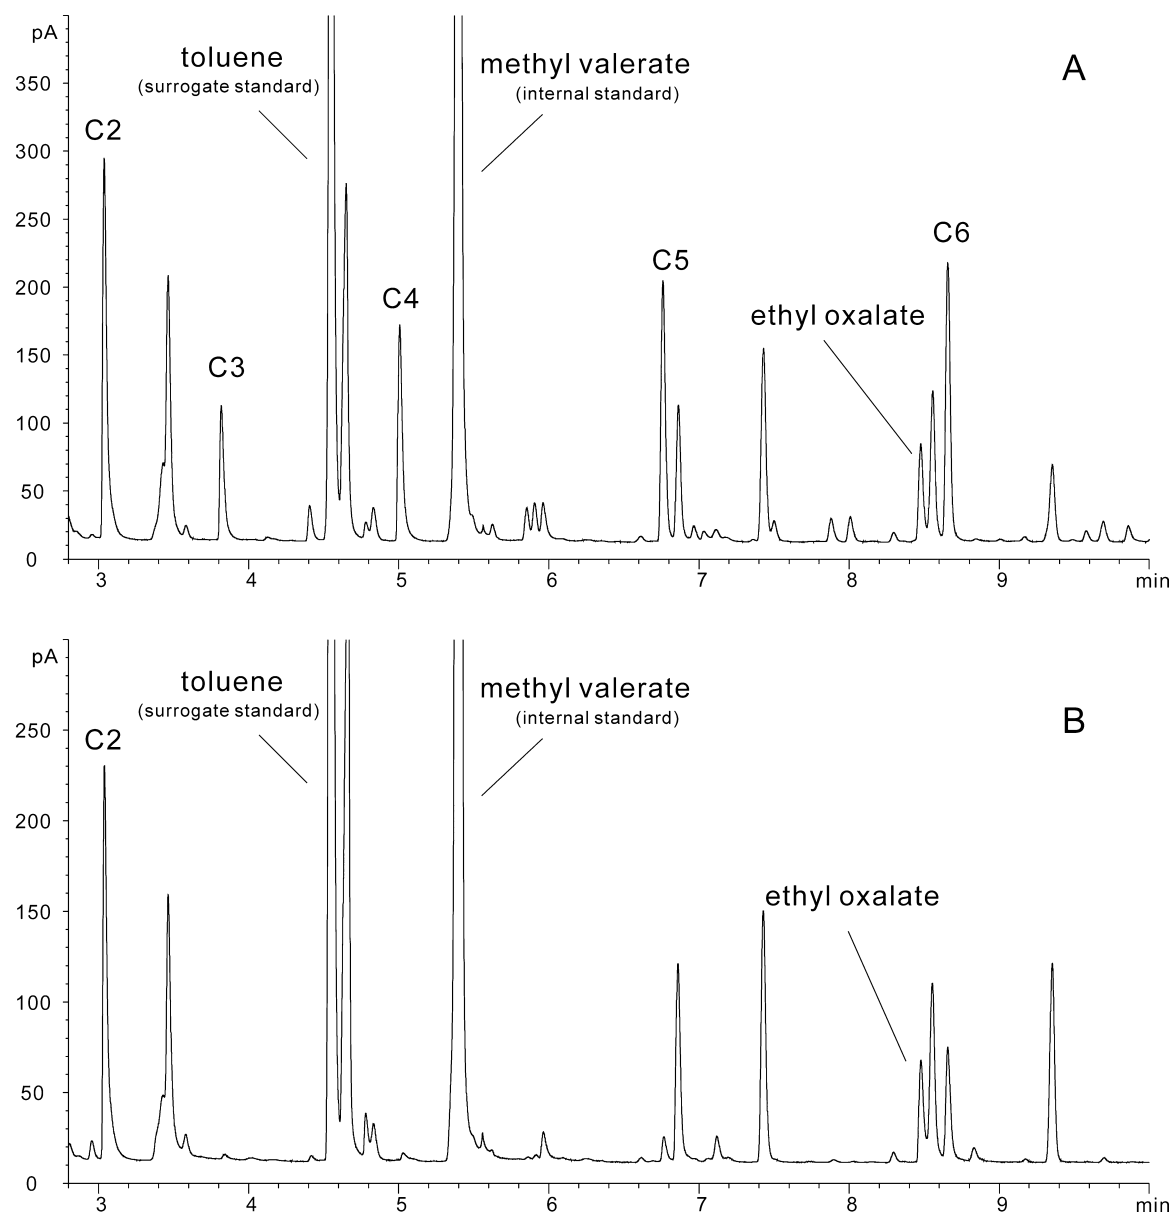 pA
toluene
(surrogate standard)
methyl valerate
(internal standard)
A
350
C2
300
250
C6
C5
200
C4
ethyl oxalate
150
C3
100
50
0
3 4 5 6 7 8 9 min
pA
toluene
(surrogate standard)
methyl valerate
(internal standard)
B
250
C2
200
150
ethyl oxalate
100
50
0
3 4 5 6 7 8 9 min